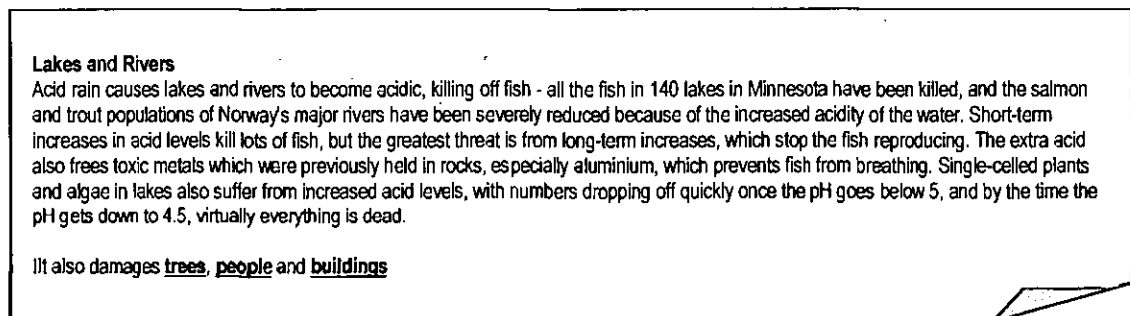 Lakes and Rivers
Acid rain causes lakes and rivers to become acidic, killing off fish - all the fish in 140 lakes in Minnesota have been killed, and the salmon
and trout populations of Norway's major rivers have been severely reduced because of the increased acidity of the water. Short-term
increases in acid levels kill lots of fish, but the greatest threat is from long-term increases, which stop the fish reproducing. The extra acid
also frees toxic metals which were previously held in rocks, especially aluminium, which prevents fish from breathing. Single-celled plants
and algae in lakes also suffer from increased acid levels, with numbers dropping off quickly once the pH goes below 5, and by the time the
pH gets down to 4.5, virtually everything is dead.
IIt also damages trees, people and buildings